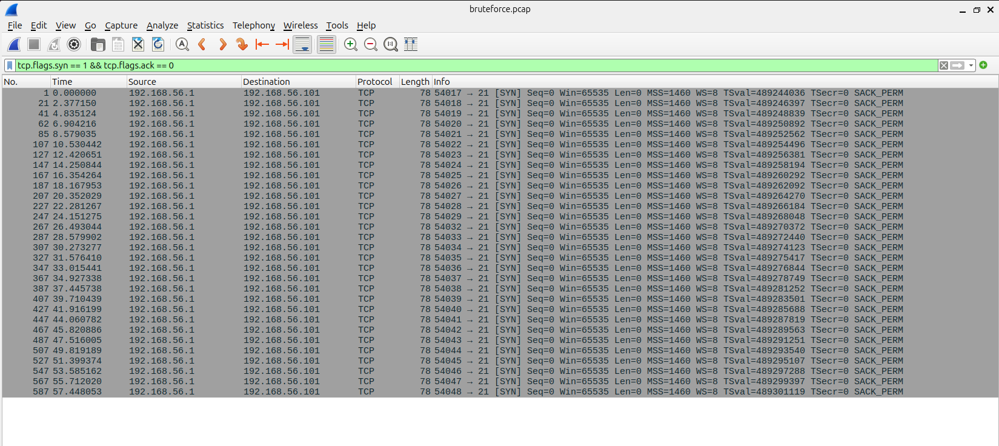 bruteforce.pcap
File Edit View Go Capture Analyze Statistics Telephony Wireless Tools Help
tcp.flags.syn == 1 && tcp.flags.ack == 0
No. Time Source Destination Protocol Length Info
1 0.000000 192.168.56.1 192.168.56.101 TCP 78 54017 → 21 [SYN] Seq=0 Win=65535 Len=0 MSS=1460 WS=8 TSval=489244036 TSecr=0 SACK_PERM
21 2.377150 192.168.56.1 192.168.56.101 TCP 78 54018 → 21 [SYN] Seq=0 Win=65535 Len=0 MSS=1460 WS=8 TSval=489246397 TSecr=0 SACK_PERM
41 4.835124 192.168.56.1 192.168.56.101 TCP 78 54019 → 21 [SYN] Seq=0 Win=65535 Len=0 MSS=1460 WS=8 TSval=489248839 TSecr=0 SACK_PERM
62 6.904216 192.168.56.1 192.168.56.101 TCP 78 54020 → 21 [SYN] Seq=0 Win=65535 Len=0 MSS=1460 WS=8 TSval=489250892 TSecr=0 SACK_PERM
85 8.579035 192.168.56.1 192.168.56.101 TCP 78 54021 → 21 [SYN] Seq=0 Win=65535 Len=0 MSS=1460 WS=8 TSval=489252562 TSecr=0 SACK_PERM
107 10.530442 192.168.56.1 192.168.56.101 TCP 78 54022 → 21 [SYN] Seq=0 Win=65535 Len=0 MSS=1460 WS=8 TSval=489254496 TSecr=0 SACK_PERM
127 12.420651 192.168.56.1 192.168.56.101 TCP 78 54023 → 21 [SYN] Seq=0 Win=65535 Len=0 MSS=1460 WS=8 TSval=489256381 TSecr=0 SACK_PERM
147 14.250844 192.168.56.1 192.168.56.101 TCP 78 54024 → 21 [SYN] Seq=0 Win=65535 Len=0 MSS=1460 WS=8 TSval=489258194 TSecr=0 SACK_PERM
167 16.354264 192.168.56.1 192.168.56.101 TCP 78 54025 → 21 [SYN] Seq=0 Win=65535 Len=0 MSS=1460 WS=8 TSval=489260292 TSecr=0 SACK_PERM
187 18.167953 192.168.56.1 192.168.56.101 TCP 78 54026 → 21 [SYN] Seq=0 Win=65535 Len=0 MSS=1460 WS=8 TSval=489262092 TSecr=0 SACK_PERM
207 20.352029 192.168.56.1 192.168.56.101 TCP 78 54027 → 21 [SYN] Seq=0 Win=65535 Len=0 MSS=1460 WS=8 TSval=489264270 TSecr=0 SACK_PERM
227 22.281267 192.168.56.1 192.168.56.101 TCP 78 54028 → 21 [SYN] Seq=0 Win=65535 Len=0 MSS=1460 WS=8 TSval=489266184 TSecr=0 SACK_PERM
247 24.151275 192.168.56.1 192.168.56.101 TCP 78 54029 → 21 [SYN] Seq=0 Win=65535 Len=0 MSS=1460 WS=8 TSval=489268048 TSecr=0 SACK_PERM
267 26.493044 192.168.56.1 192.168.56.101 TCP 78 54032 → 21 [SYN] Seq=0 Win=65535 Len=0 MSS=1460 WS=8 TSval=489270372 TSecr=0 SACK_PERM
287 28.579902 192.168.56.1 192.168.56.101 TCP 78 54033 → 21 [SYN] Seq=0 Win=65535 Len=0 MSS=1460 WS=8 TSval=489272440 TSecr=0 SACK_PERM
307 30.273277 192.168.56.1 192.168.56.101 TCP 78 54034 → 21 [SYN] Seq=0 Win=65535 Len=0 MSS=1460 WS=8 TSval=489274123 TSecr=0 SACK_PERM
327 31.576410 192.168.56.1 192.168.56.101 TCP 78 54035 → 21 [SYN] Seq=0 Win=65535 Len=0 MSS=1460 WS=8 TSval=489275417 TSecr=0 SACK_PERM
347 33.015441 192.168.56.1 192.168.56.101 TCP 78 54036 → 21 [SYN] Seq=0 Win=65535 Len=0 MSS=1460 WS=8 TSval=489276844 TSecr=0 SACK_PERM
367 34.927338 192.168.56.1 192.168.56.101 TCP 78 54037 → 21 [SYN] Seq=0 Win=65535 Len=0 MSS=1460 WS=8 TSval=489278749 TSecr=0 SACK_PERM
387 37.445738 192.168.56.1 192.168.56.101 TCP 78 54038 → 21 [SYN] Seq=0 Win=65535 Len=0 MSS=1460 WS=8 TSval=489281252 TSecr=0 SACK_PERM
407 39.710439 192.168.56.1 192.168.56.101 TCP 78 54039 → 21 [SYN] Seq=0 Win=65535 Len=0 MSS=1460 WS=8 TSval=489283501 TSecr=0 SACK_PERM
427 41.916199 192.168.56.1 192.168.56.101 TCP 78 54040 → 21 [SYN] Seq=0 Win=65535 Len=0 MSS=1460 WS=8 TSval=489285688 TSecr=0 SACK_PERM
447 44.060782 192.168.56.1 192.168.56.101 TCP 78 54041 → 21 [SYN] Seq=0 Win=65535 Len=0 MSS=1460 WS=8 TSval=489287819 TSecr=0 SACK_PERM
467 45.820886 192.168.56.1 192.168.56.101 TCP 78 54042 → 21 [SYN] Seq=0 Win=65535 Len=0 MSS=1460 WS=8 TSval=489289563 TSecr=0 SACK_PERM
487 47.516005 192.168.56.1 192.168.56.101 TCP 78 54043 → 21 [SYN] Seq=0 Win=65535 Len=0 MSS=1460 WS=8 TSval=489291251 TSecr=0 SACK_PERM
507 49.819189 192.168.56.1 192.168.56.101 TCP 78 54044 → 21 [SYN] Seq=0 Win=65535 Len=0 MSS=1460 WS=8 TSval=489293540 TSecr=0 SACK_PERM
527 51.399374 192.168.56.1 192.168.56.101 TCP 78 54045 → 21 [SYN] Seq=0 Win=65535 Len=0 MSS=1460 WS=8 TSval=489295107 TSecr=0 SACK_PERM
547 53.585162 192.168.56.1 192.168.56.101 TCP 78 54046 → 21 [SYN] Seq=0 Win=65535 Len=0 MSS=1460 WS=8 TSval=489297288 TSecr=0 SACK_PERM
567 55.712020 192.168.56.1 192.168.56.101 TCP 78 54047 → 21 [SYN] Seq=0 Win=65535 Len=0 MSS=1460 WS=8 TSval=489299397 TSecr=0 SACK_PERM
587 57.448053 192.168.56.1 192.168.56.101 TCP 78 54048 → 21 [SYN] Seq=0 Win=65535 Len=0 MSS=1460 WS=8 TSval=489301119 TSecr=0 SACK_PERM